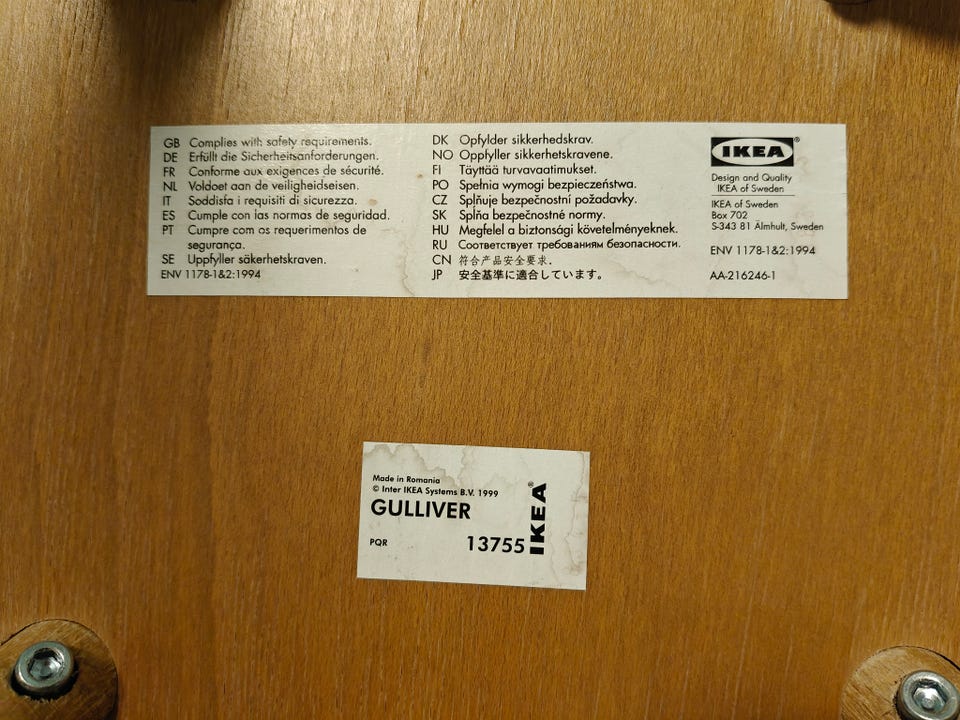 GB Complies with safety requirements.
DE Erfüllt die Sicherheitsanforderungen.
FR Conforme aux exigences de sécurité.
NL Voldoet aan de veiligheidseisen.
IT Soddisfa i requisiti di sicurezza.
ES Cumple con las normas de seguridad.
PT Cumpre com os requerimentos de
segurança.
SE Uppfyller säkerhetskraven.
ENV 1178-1&2:1994
DK Opfylder sikkerhedskrav.
NO Oppfyller sikkerhetskravene.
FI Täyttää turvavaatimukset.
PO Spełnia wymogi bezpieczeństwa.
CZ Splňuje bezpečnostní požadavky.
SK Spĺňa bezpečnostné normy.
HU Megfelel a biztonsági követelményeknek.
RU Соответствует требованиям безопасности.
CN 符合产品安全要求.
JP 安全基準に適合しています。
IKEA®
Design and Quality
IKEA of Sweden
IKEA of Sweden
Box 702
S-343 81 Älmhult, Sweden
ENV 1178-1&2:1994
AA-216246-1
Made in Romania
© Inter IKEA Systems B.V. 1999
GULLIVER
PQR 13755
IKEA®